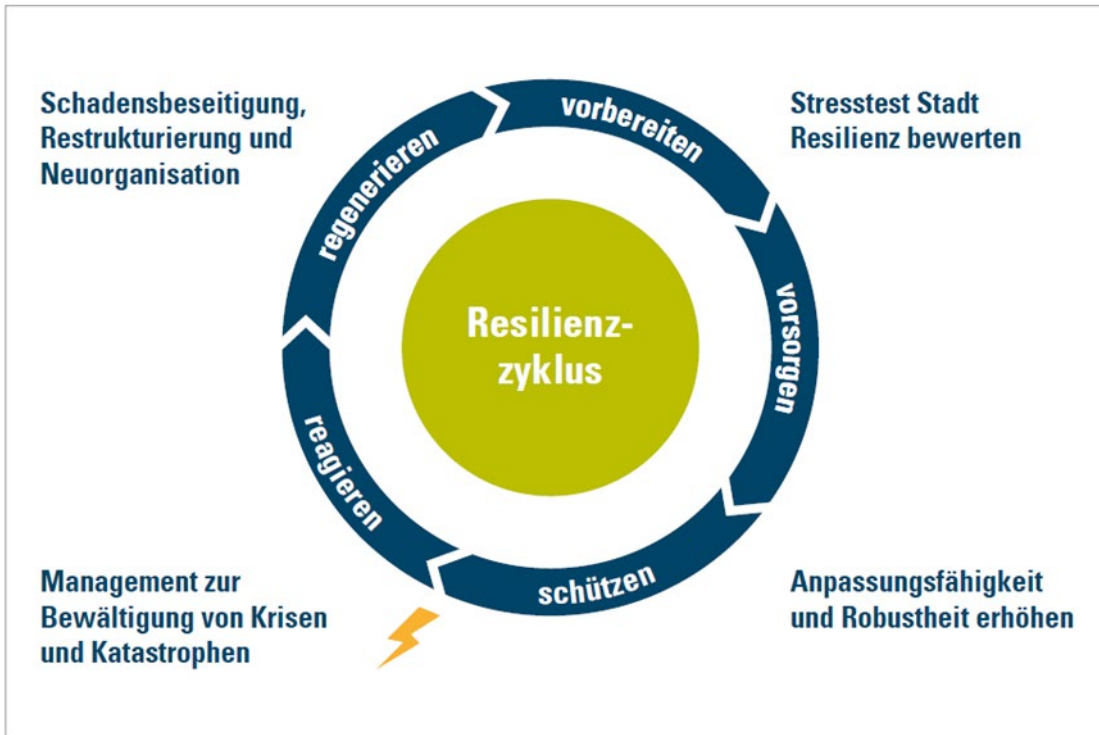 Schadensbeseitigung,
Restrukturierung und
Neuorganisation
Stresstest Stadt
Resilienz bewerten
vorbereiten
vorsorgen
schützen
reagieren
regenerieren
Resilienz-
zyklus
Management zur
Bewältigung von Krisen
und Katastrophen
Anpassungsfähigkeit
und Robustheit erhöhen